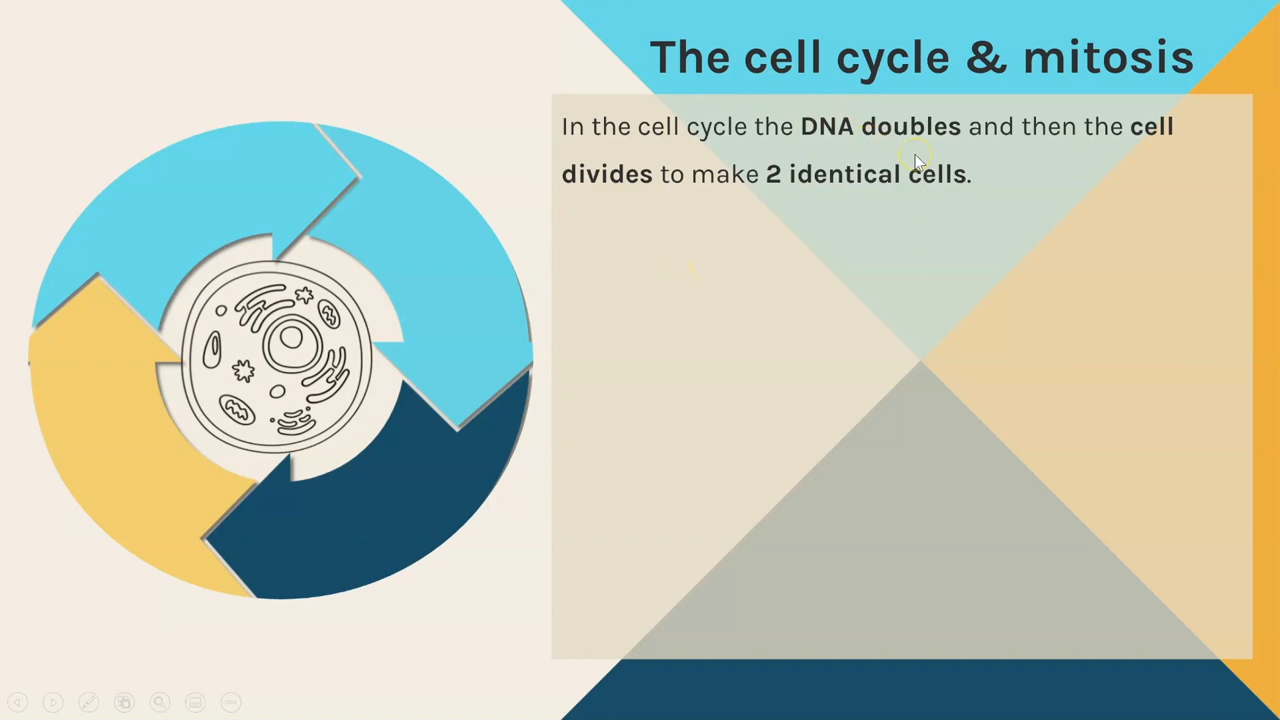 The cell cycle & mitosis
In the cell cycle the DNA doubles and then the cell
divides to make 2 identical cells.